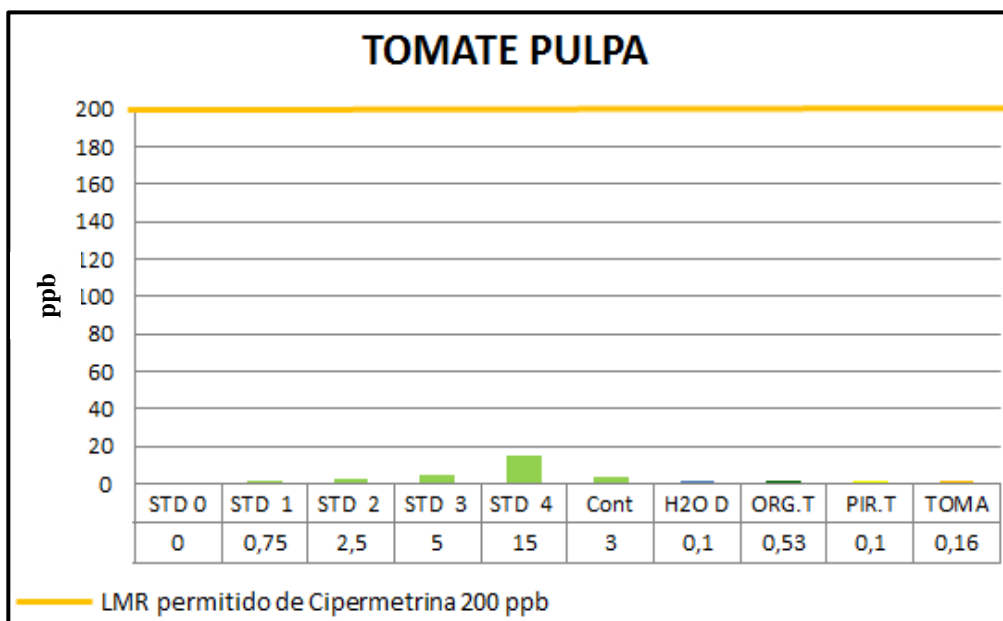 TOMATE PULPA
ppb
200
180
160
140
120
100
80
60
40
20
0
STD 0 STD 1 STD 2 STD 3 STD 4 Cont H2O D ORG.T PIR.T TOMA
0 0,75 2,5 5 15 3 0,1 0,53 0,1 0,16
LMR permitido de Cipermetrina 200 ppb